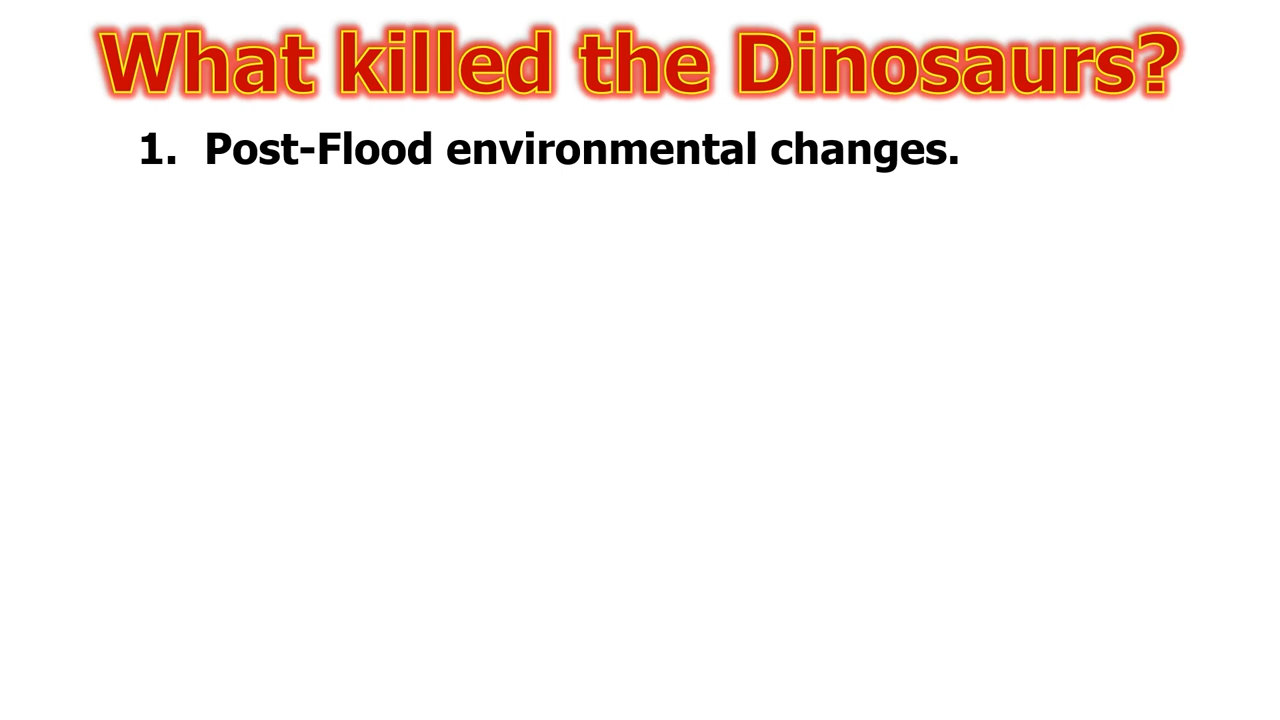 What killed the Dinosaurs?
1. Post-Flood environmental changes.